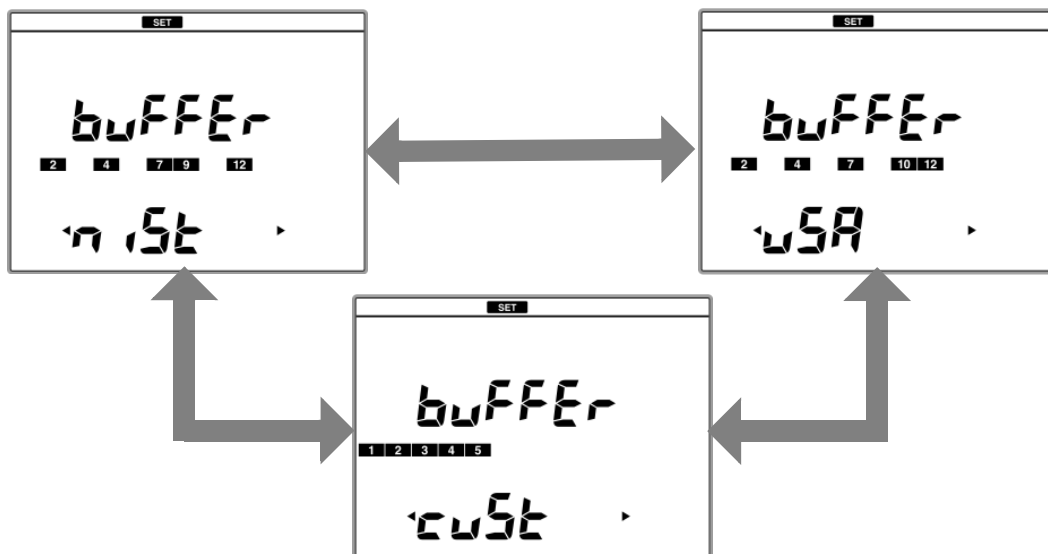 SET
buFFEr
2 4 7 9 12
niSt
SET
buFFEr
2 4 7 10 12
uSA
SET
buFFEr
1 2 3 4 5
cuSt